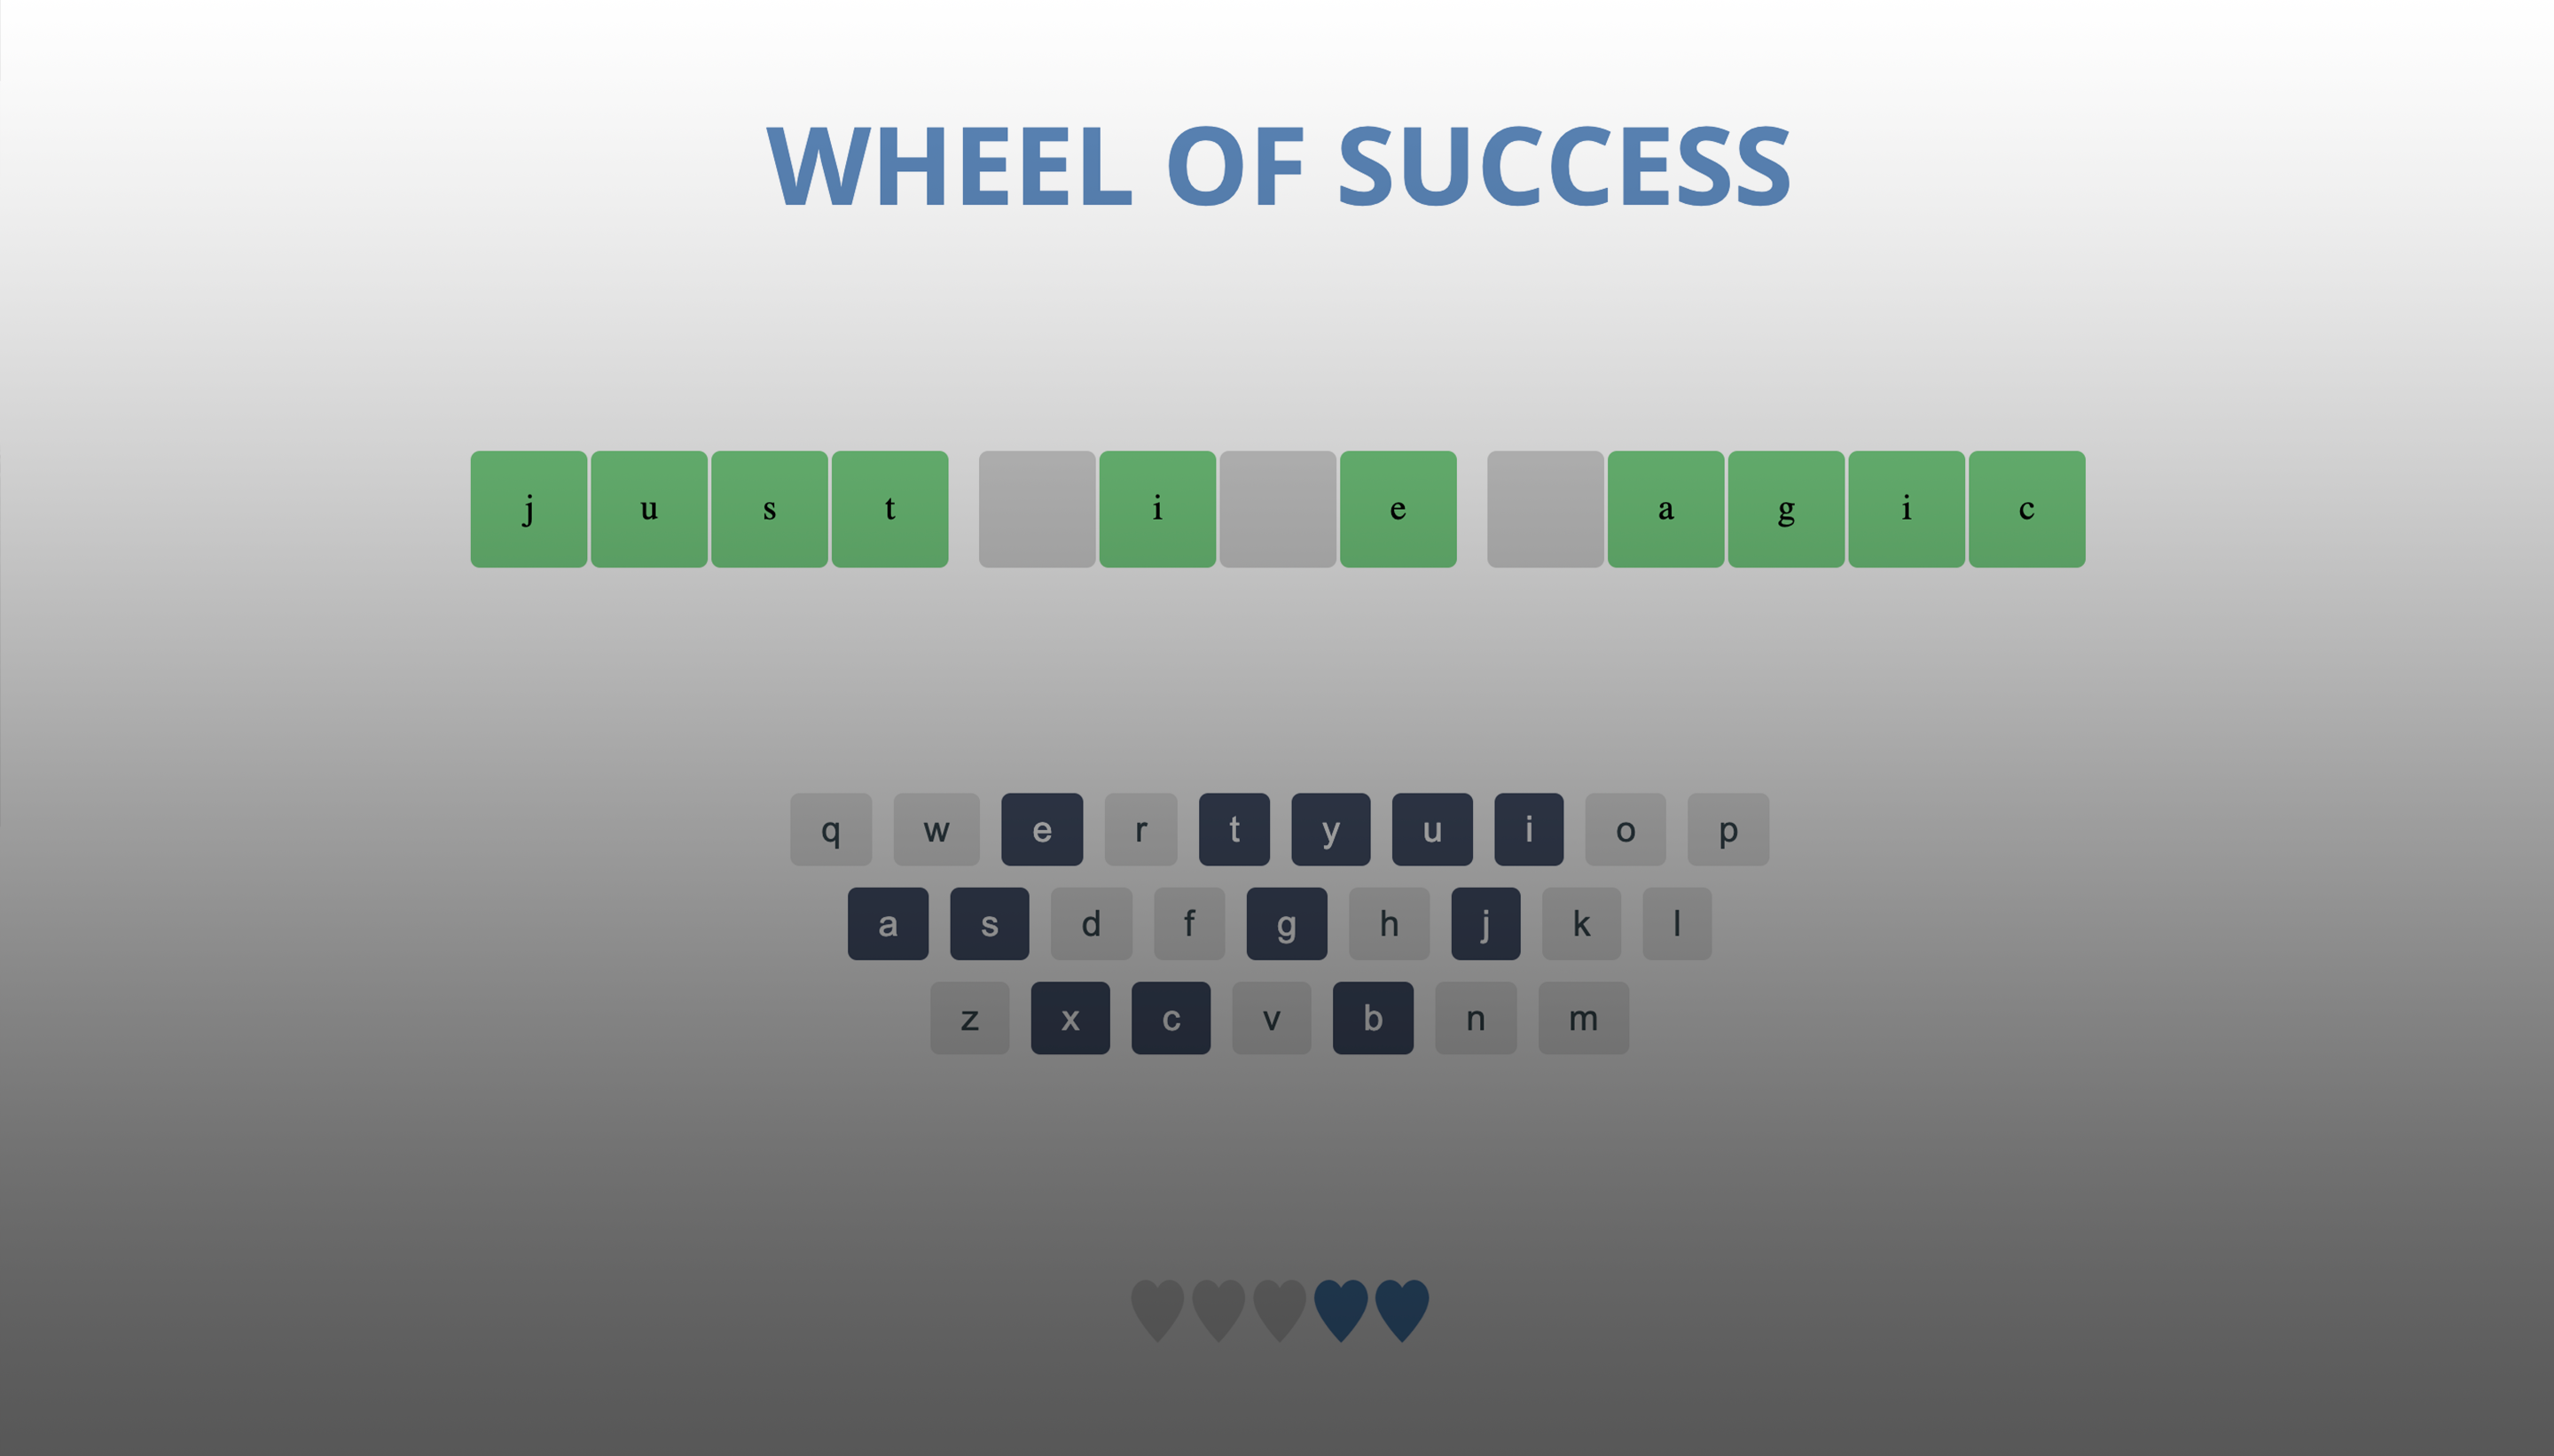 WHEEL OF SUCCESS
j u s t i e a g i c
q w e r t y u i o p
a s d f g h j k l
z x c v b n m